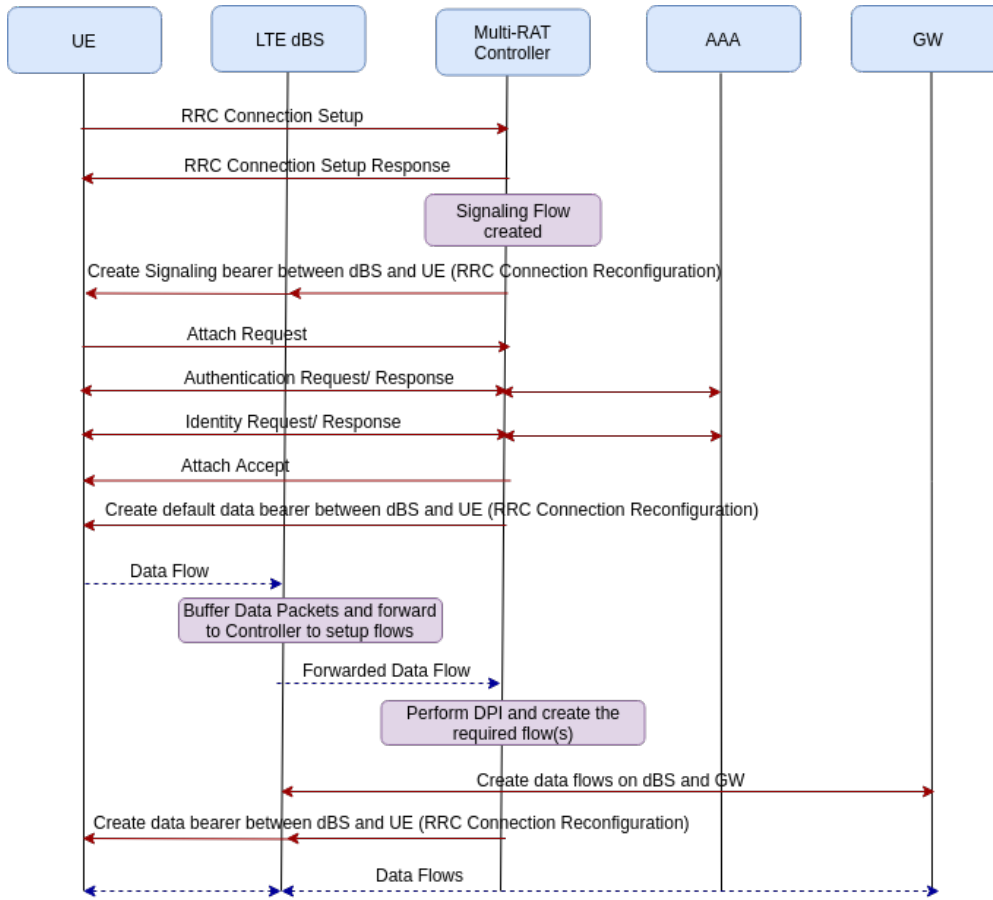 UE
LTE dBS
Multi-RAT
Controller
AAA
GW
RRC Connection Setup
RRC Connection Setup Response
Signaling Flow
created
Create Signaling bearer between dBS and UE (RRC Connection Reconfiguration)
Attach Request
Authentication Request/ Response
Identity Request/ Response
Attach Accept
Create default data bearer between dBS and UE (RRC Connection Reconfiguration)
Data Flow
Buffer Data Packets and forward
to Controller to setup flows
Forwarded Data Flow
Perform DPI and create the
required flow(s)
Create data flows on dBS and GW
Create data bearer between dBS and UE (RRC Connection Reconfiguration)
Data Flows